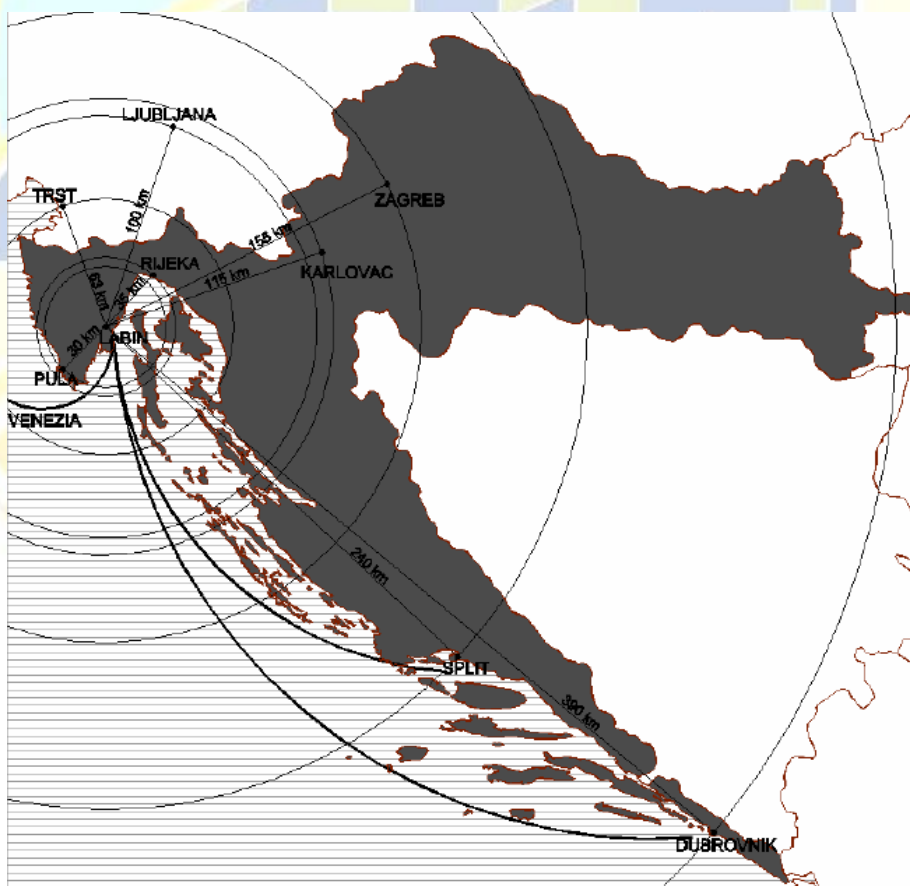 LJUBLJANA
TRST
ZAGREB
100 km
155 km
RIJEKA
KARLOVAC
115 km
63 km
35 km
LABIN
30 km
PULA
VENEZIA
240 km
SPLIT
390 km
DUBROVNIK